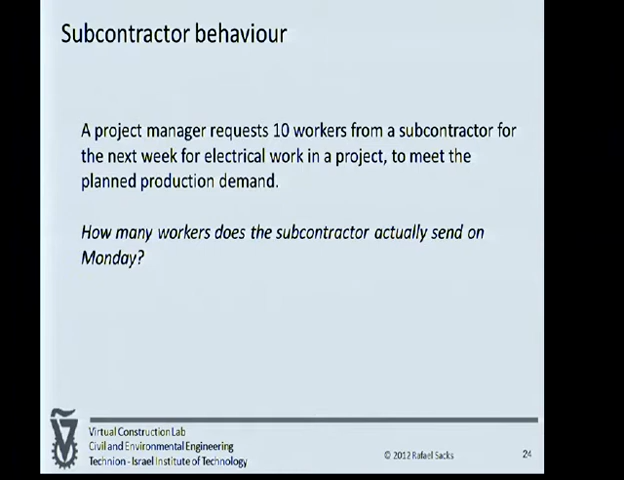 Subcontractor behaviour
A project manager requests 10 workers from a subcontractor for
the next week for electrical work in a project, to meet the
planned production demand.
How many workers does the subcontractor actually send on
Monday?
Virtual Construction Lab
Civil and Environmental Engineering
Technion - Israel Institute of Technology
© 2012 Rafael Sacks
24